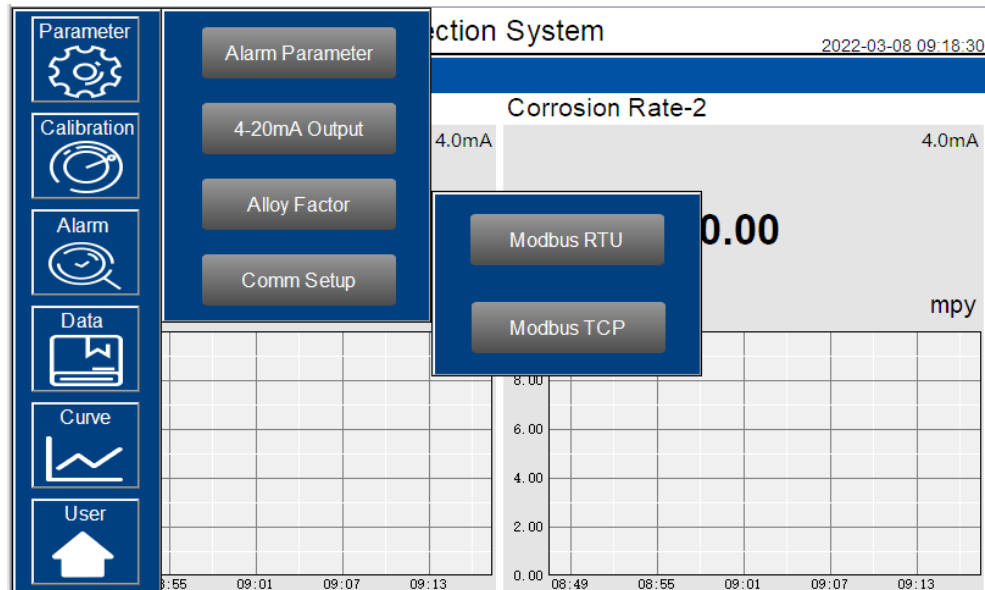 Parameter
Calibration
Alarm
Data
Curve
User
Alarm Parameter
4-20mA Output
Alloy Factor
Comm Setup
Modbus RTU
Modbus TCP
System
2022-03-08 09:18:30
4.0mA
Corrosion Rate-2
4.0mA
0.00
mpy
09:01 09:07 09:13
8.00
6.00
4.00
2.00
0.00
08:49 08:55 09:01 09:07 09:13